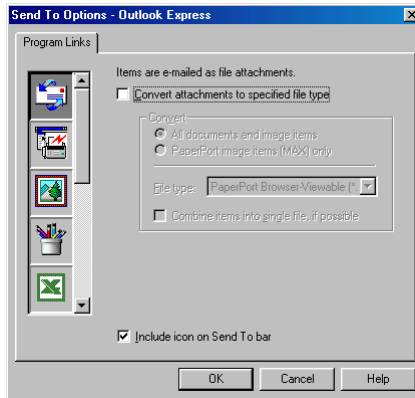 Send To Options - Outlook Express
Program Links
Items are e-mailed as file attachments.
Convert attachments to specified file type
Convert
All documents and image items
PaperPort image items (MAX) only
File type: PaperPort Browser-Viewable (*.
Combine items into single file, if possible
Include icon on Send To bar
OK Cancel Help